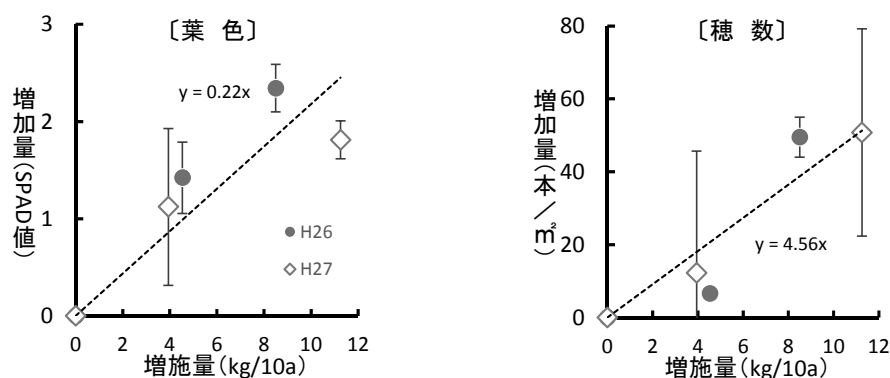 〔葉 色〕
3
2
1
0
増加量(SPAD値)
y = 0.22x
H26
H27
0 2 4 6 8 10 12
増施量(kg/10a)
〔穂 数〕
80
60
40
20
0
増加量(本／㎡)
y = 4.56x
0 2 4 6 8 10 12
増施量(kg/10a)